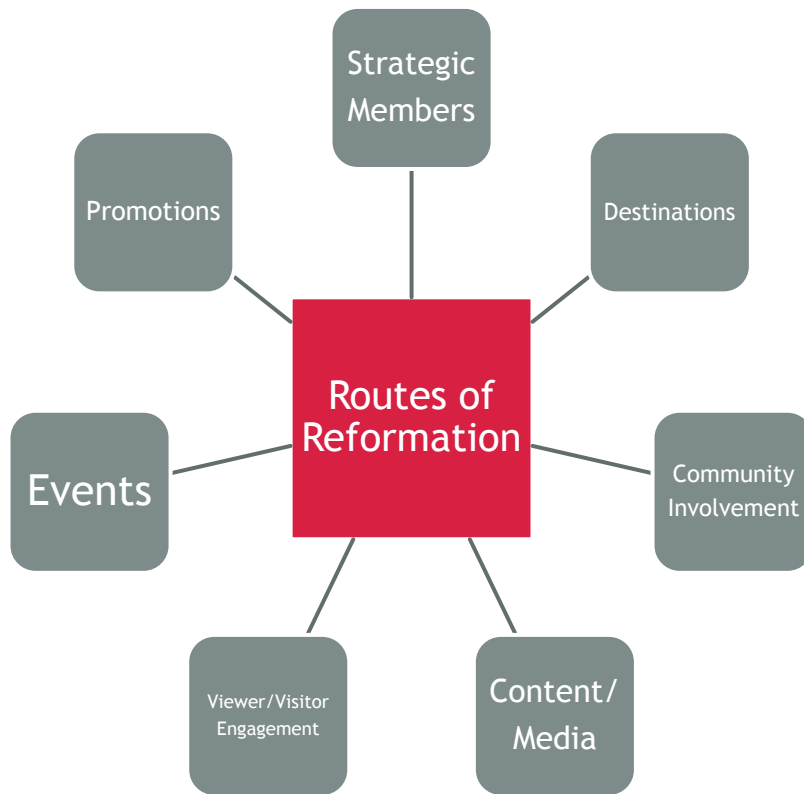 Strategic
Members
Promotions
Destinations
Routes of
Reformation
Events
Community
Involvement
Viewer/Visitor
Engagement
Content/
Media